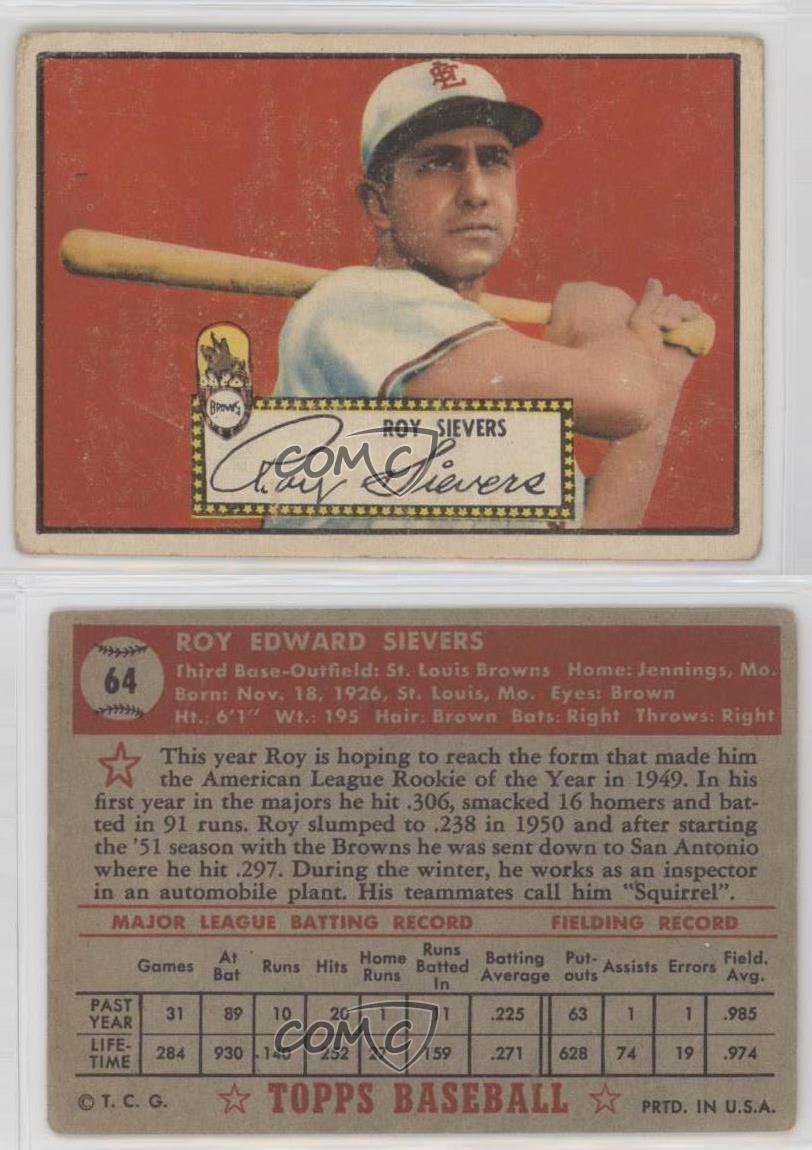 SL
BROWNS
ROY SIEVERS
Roy Sievers
COMC
64
ROY EDWARD SIEVERS
Third Base-Outfield: St. Louis Browns Home: Jennings, Mo.
Born: Nov. 18, 1926, St. Louis, Mo. Eyes: Brown
Ht.: 6'1" Wt.: 195 Hair: Brown Bats: Right Throws: Right
This year Roy is hoping to reach the form that made him
the American League Rookie of the Year in 1949. In his
first year in the majors he hit .306, smacked 16 homers and bat-
ted in 91 runs. Roy slumped to .238 in 1950 and after starting
the '51 season with the Browns he was sent down to San Antonio
where he hit .297. During the winter, he works as an inspector
in an automobile plant. His teammates call him "Squirrel".
MAJOR LEAGUE BATTING RECORD FIELDING RECORD
Games At Bat Runs Hits Home Runs Runs Batted In Batting Average Put-outs Assists Errors Field. Avg.
PAST YEAR 31 89 10 20 1 11 .225 63 1 1 .985
LIFE-TIME 284 930 140 252 27 159 .271 628 74 19 .974
COMC
© T. C. G. TOPPS BASEBALL PRTD. IN U.S.A.